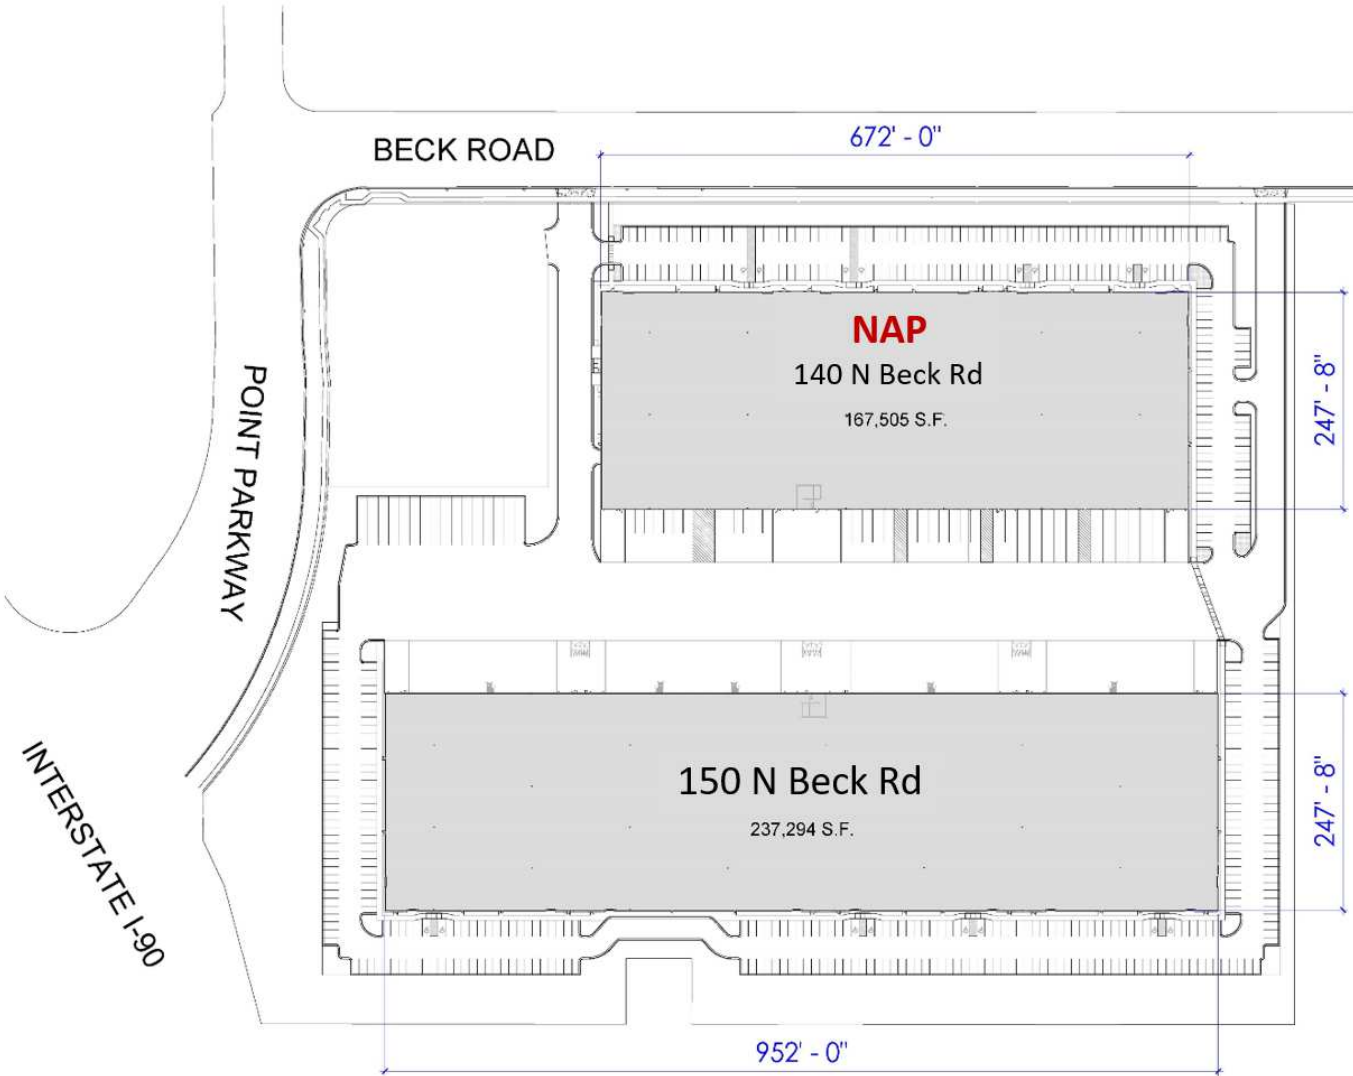 BECK ROAD
672' - 0"
NAP
140 N Beck Rd
167,505 S.F.
247' - 8"
POINT PARKWAY
150 N Beck Rd
237,294 S.F.
247' - 8"
INTERSTATE I-90
952' - 0"